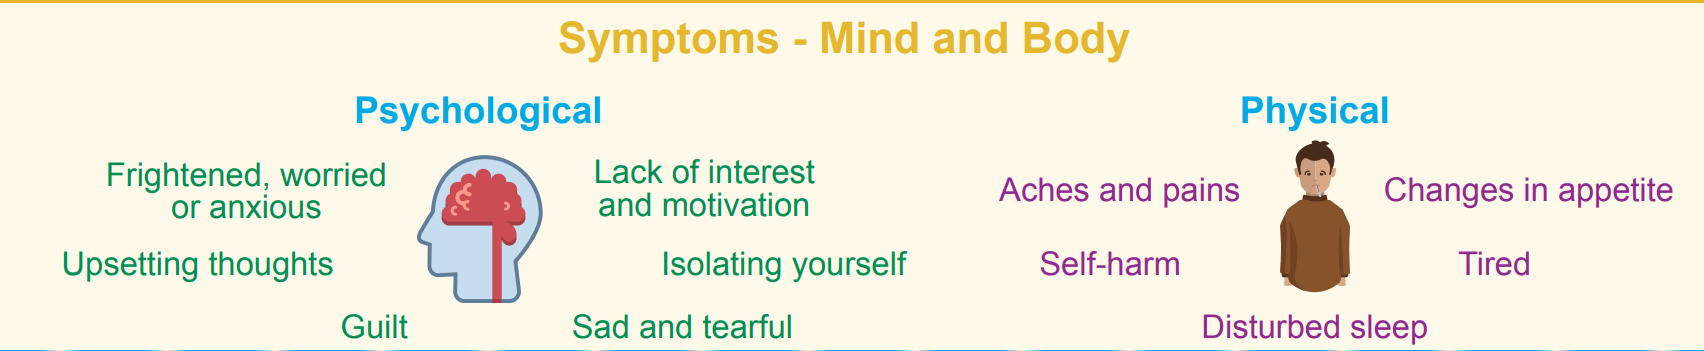 Symptoms - Mind and Body
Psychological
Frightened, worried
or anxious
Lack of interest
and motivation
Upsetting thoughts
Isolating yourself
Guilt
Sad and tearful
Physical
Aches and pains
Changes in appetite
Self-harm
Tired
Disturbed sleep